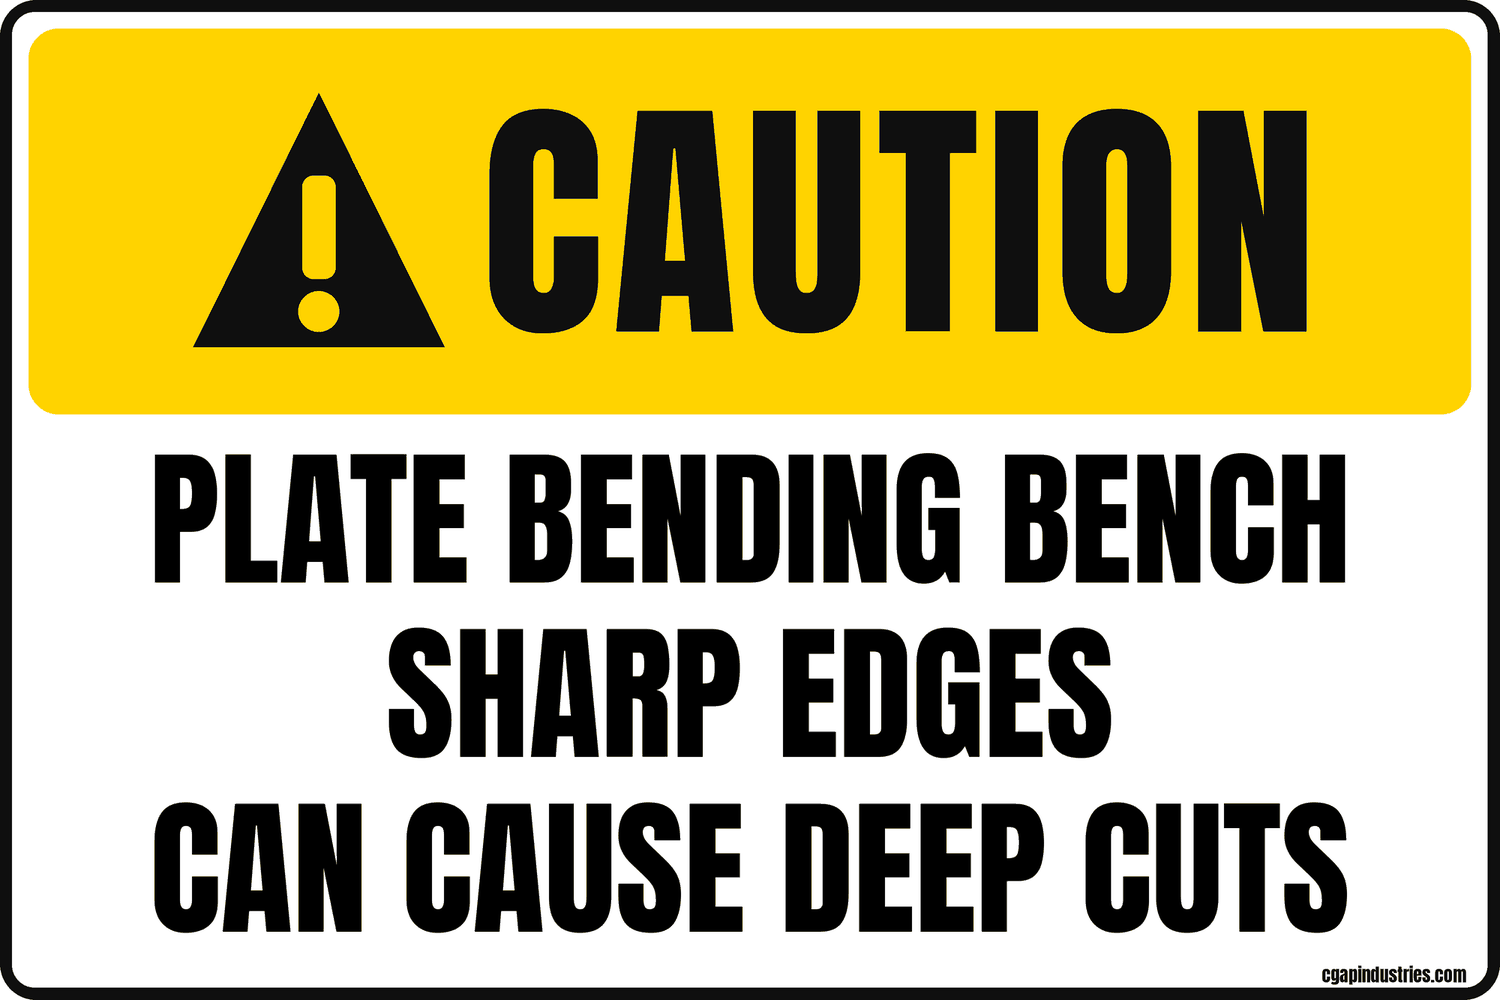 CAUTION
PLATE BENDING BENCH
SHARP EDGES
CAN CAUSE DEEP CUTS
cgapindustries.com